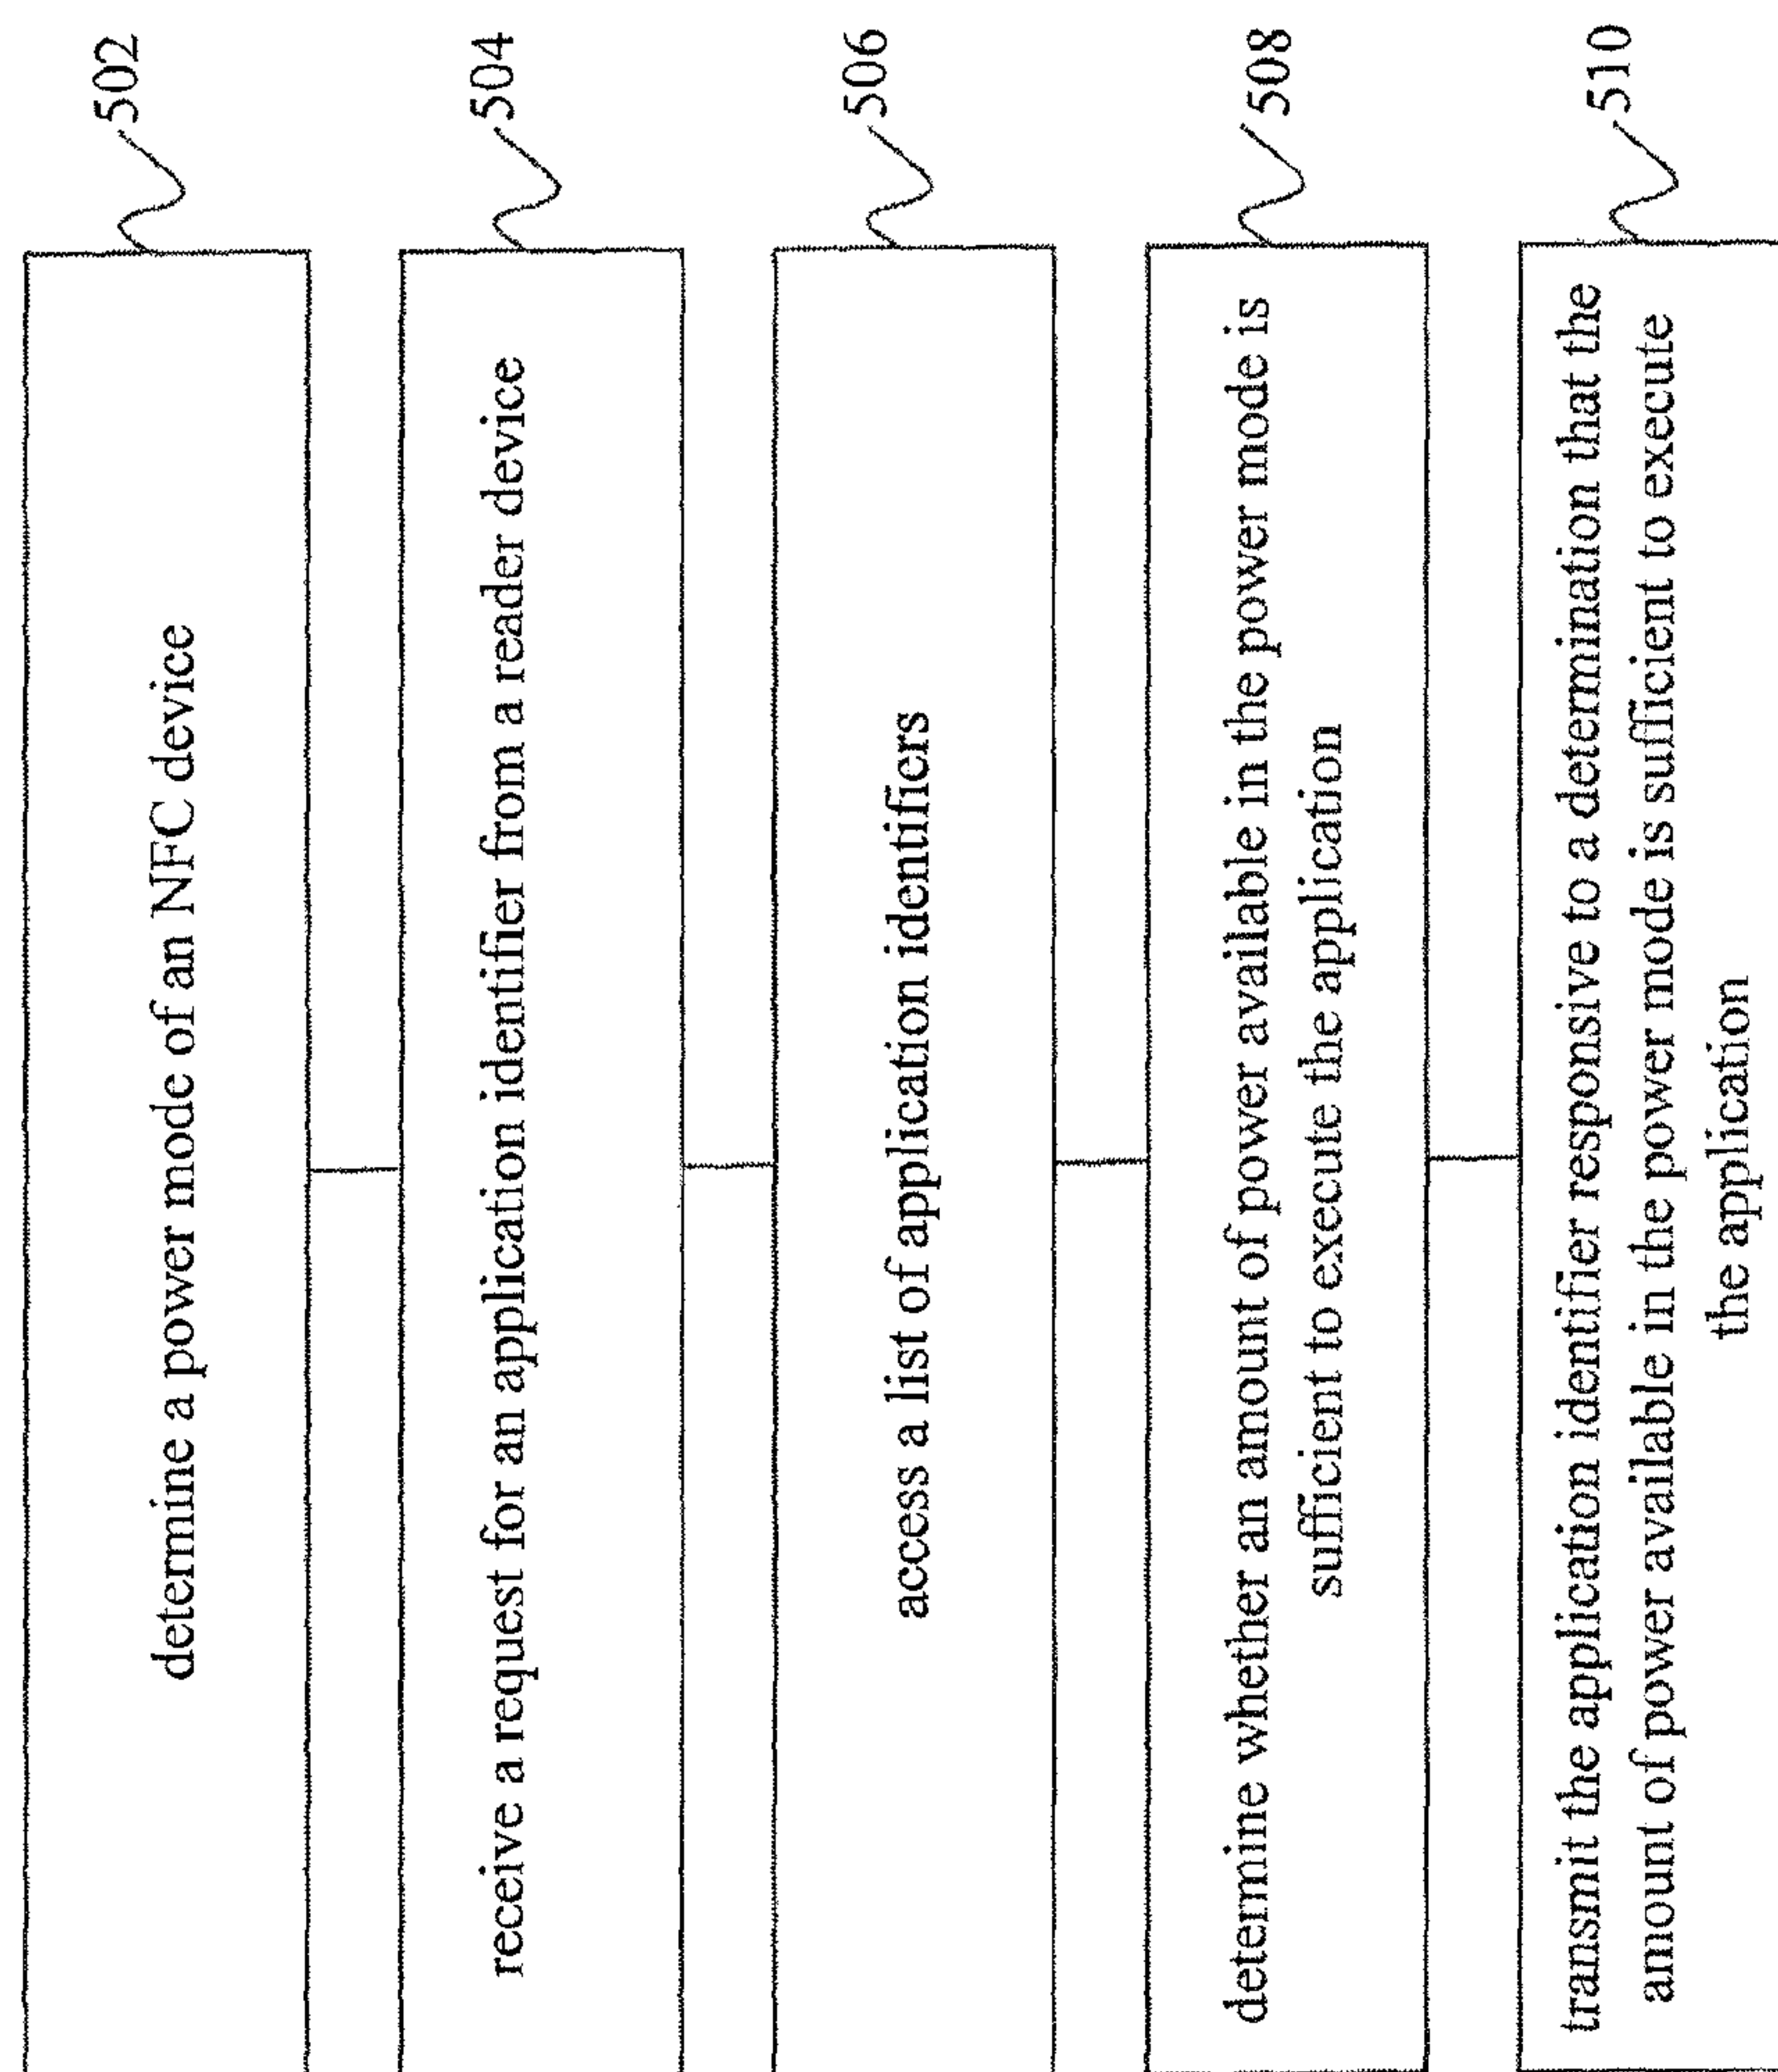 determine a power mode of an NFC device
502
receive a request for an application identifier from a reader device
504
access a list of application identifiers
506
determine whether an amount of power available in the power mode is
sufficient to execute the application
508
transmit the application identifier responsive to a determination that the
amount of power available in the power mode is sufficient to execute
the application
510